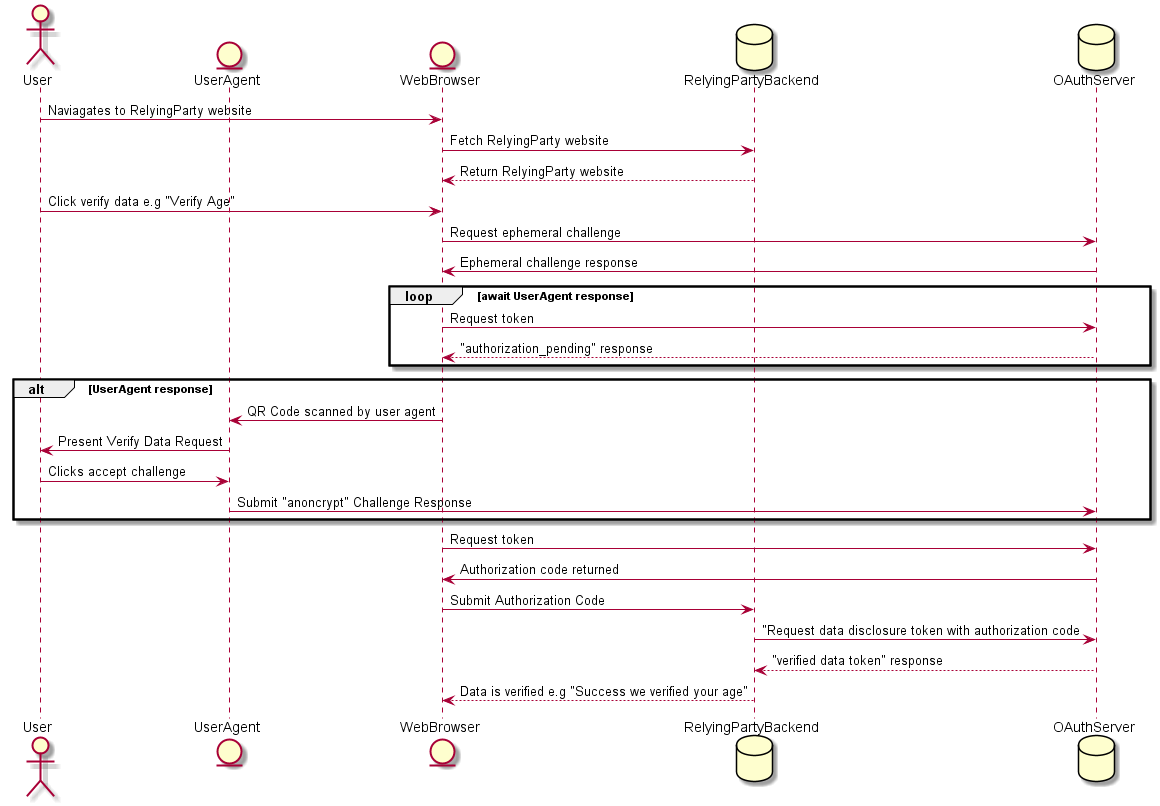 User
UserAgent
WebBrowser
RelyingPartyBackend
OAuthServer
Naviagates to RelyingParty website
Fetch RelyingParty website
Return RelyingParty website
Click verify data e.g "Verify Age"
Request ephemeral challenge
Ephemeral challenge response
loop [await UserAgent response]
Request token
"authorization_pending" response
alt [UserAgent response]
QR Code scanned by user agent
Present Verify Data Request
Clicks accept challenge
Submit "anoncrypt" Challenge Response
Request token
Authorization code returned
Submit Authorization Code
"Request data disclosure token with authorization code
"verified data token" response
Data is verified e.g "Success we verified your age"
User
UserAgent
WebBrowser
RelyingPartyBackend
OAuthServer